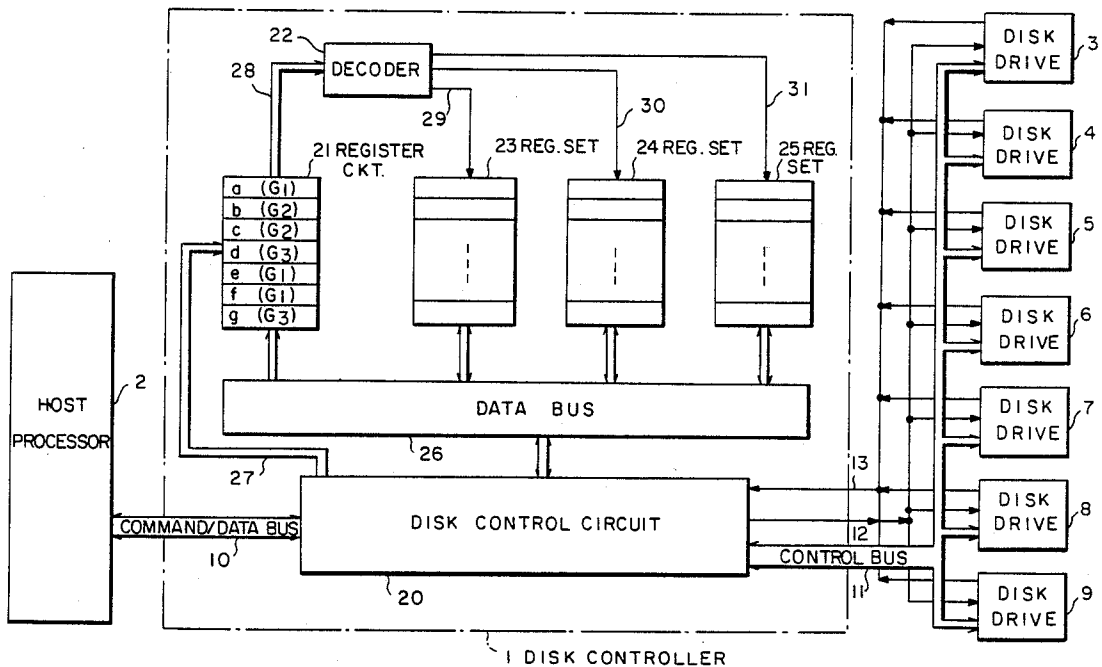 22
DECODER
28
29
30
31
21 REGISTER
CKT.
23 REG. SET
24 REG. SET
25 REG.
SET
a (G1)
b (G2)
c (G2)
d (G3)
e (G1)
f (G1)
g (G3)
2
HOST
PROCESSOR
DATA BUS
26
27
COMMAND/DATA BUS
10
DISK CONTROL CIRCUIT
20
13
12
CONTROL BUS
11
1 DISK CONTROLLER
DISK
DRIVE
3
DISK
DRIVE
4
DISK
DRIVE
5
DISK
DRIVE
6
DISK
DRIVE
7
DISK
DRIVE
8
DISK
DRIVE
9